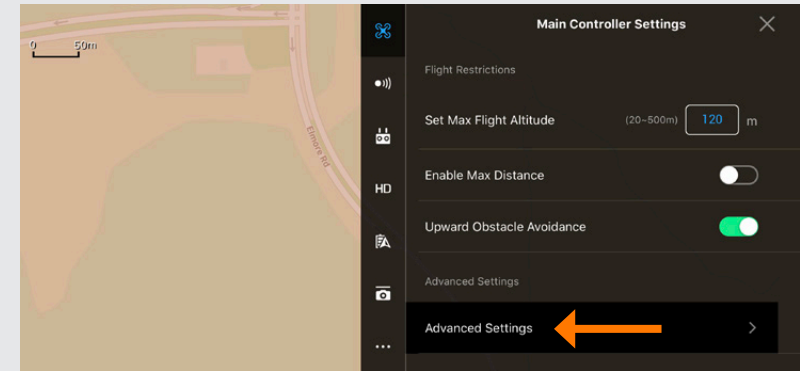 0 50m
Elmore Rd
HD
A
Main Controller Settings
Flight Restrictions
Set Max Flight Altitude (20~500m) 120 m
Enable Max Distance
Upward Obstacle Avoidance
Advanced Settings
Advanced Settings